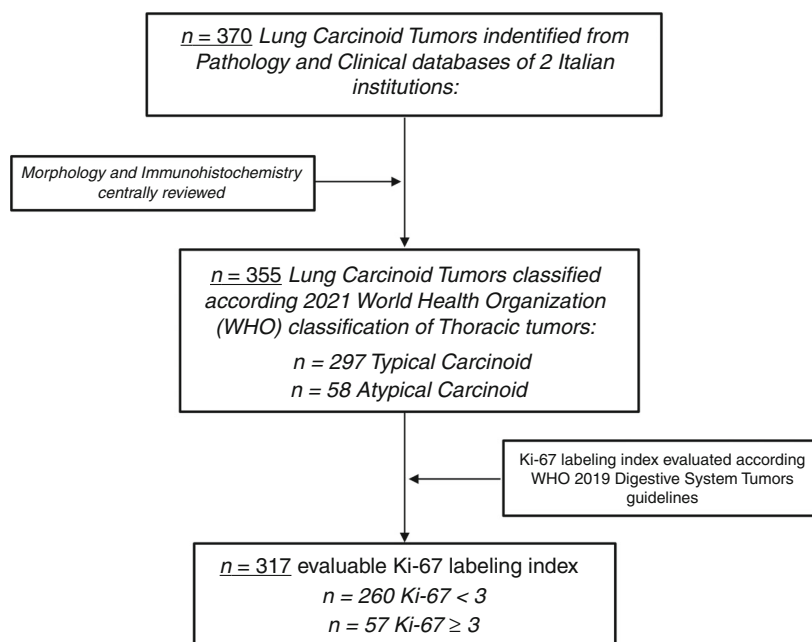 n = 370 Lung Carcinoid Tumors indentified from
Pathology and Clinical databases of 2 Italian
institutions:
Morphology and Immunohistochemistry
centrally reviewed
n = 355 Lung Carcinoid Tumors classified
according 2021 World Health Organization
(WHO) classification of Thoracic tumors:
n = 297 Typical Carcinoid
n = 58 Atypical Carcinoid
Ki-67 labeling index evaluated according
WHO 2019 Digestive System Tumors
guidelines
n = 317 evaluable Ki-67 labeling index
n = 260 Ki-67 < 3
n = 57 Ki-67 ≥ 3